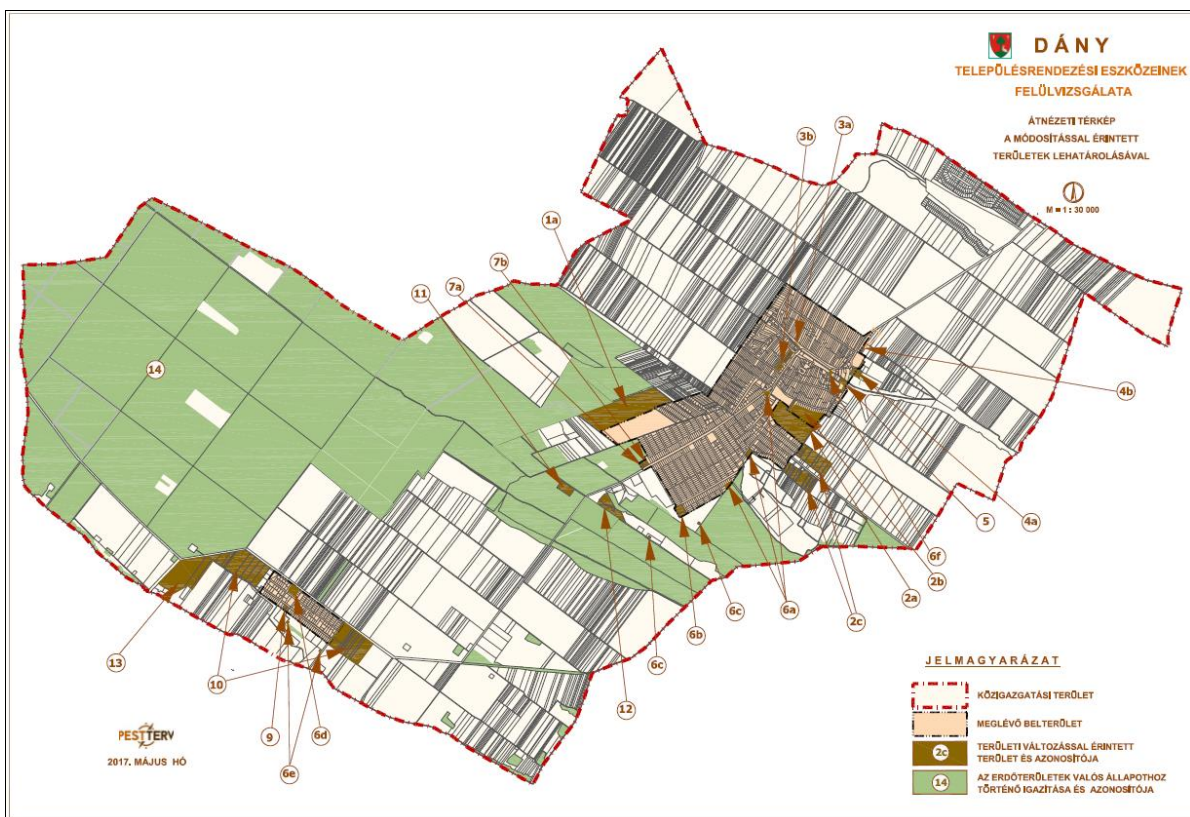 DÁNY
TELEPÜLÉSRENDEZÉSI ESZKÖZEINEK
FELÜLVIZSGÁLATA
ÁTNÉZETI TÉRKÉP
A MÓDOSÍTÁSSAL ÉRINTETT
TERÜLETEK LEHATÁROLÁSÁVAL
M = 1 : 30 000
3a
3b
1a
7b
7a
11
14
4b
5
4a
6f
2b
2a
2c
6a
6c
6b
6c
12
13
10
9
6d
6e
PESTTERV
2017. MÁJUS HÓ
JELMAGYARÁZAT
KÖZIGAZGATÁSI TERÜLET
MEGLÉVŐ BELTERÜLET
2c
TERÜLETI VÁLTOZÁSSAL ÉRINTETT
TERÜLET ÉS AZONOSÍTÓJA
14
AZ ERDŐTERÜLETEK VALÓS ÁLLAPOTHOZ
TÖRTÉNŐ IGAZÍTÁSA ÉS AZONOSÍTÓJA